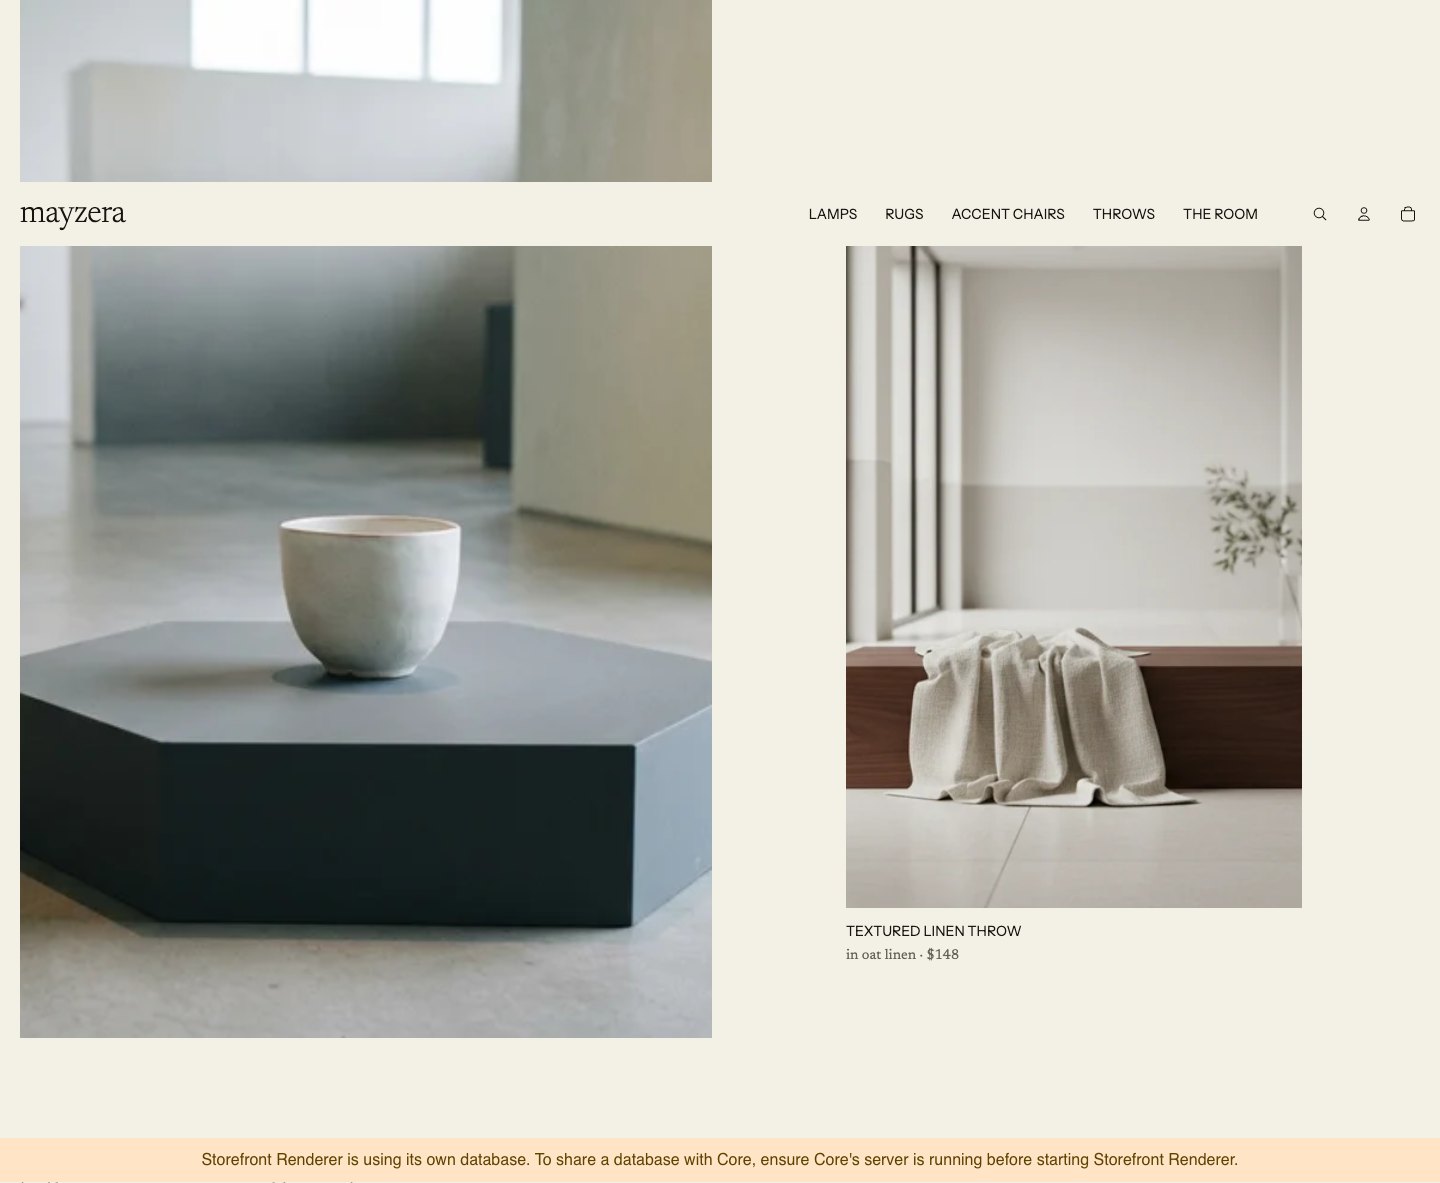 mayzera
LAMPS RUGS ACCENT CHAIRS THROWS THE ROOM
TEXTURED LINEN THROW
in oat linen · $148
Storefront Renderer is using its own database. To share a database with Core, ensure Core's server is running before starting Storefront Renderer.